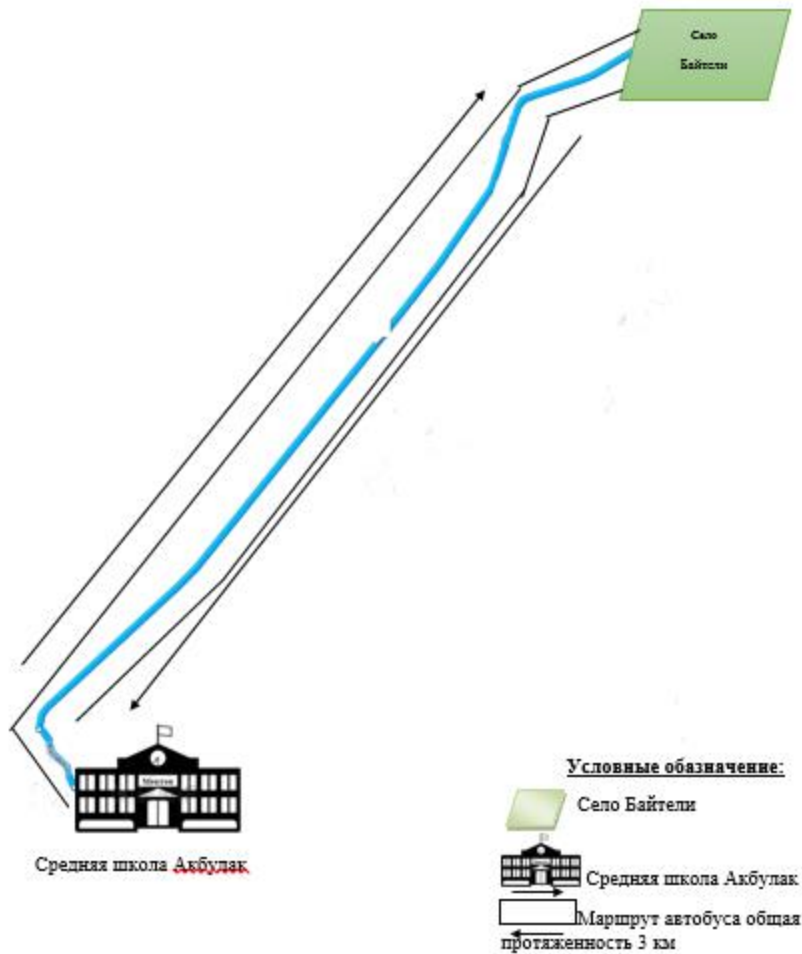 Село
Байтели
Средняя школа Акбулак
Условные обазначение:
Село Байтели
Средняя школа Акбулак
Маршрут автобуса общая
протяженность 3 км